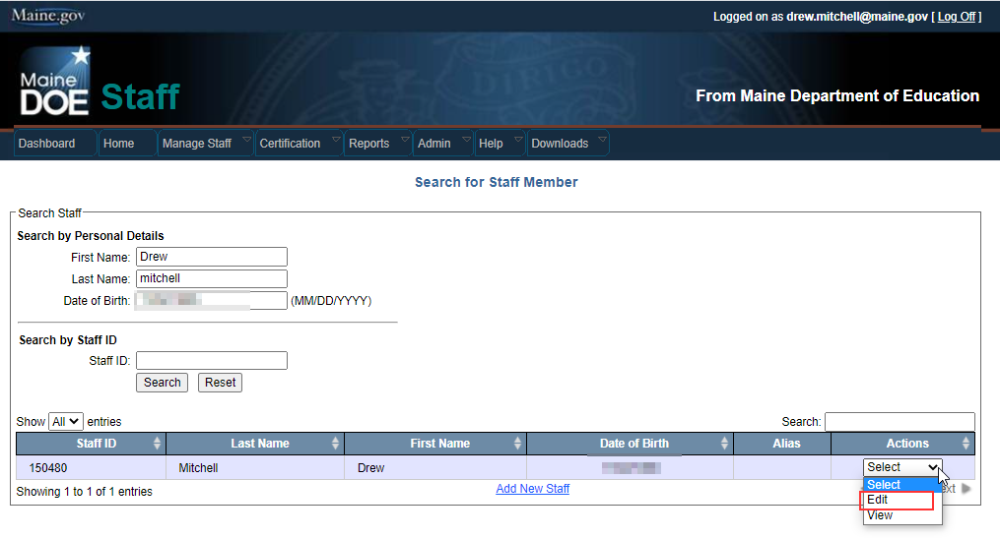 Maine.gov
Logged on as drew.mitchell@maine.gov [ Log Off ]
Maine
DOE
Staff
DIRIGO
From Maine Department of Education
Dashboard Home Manage Staff Certification Reports Admin Help Downloads
Search for Staff Member
Search Staff
Search by Personal Details
First Name: Drew
Last Name: mitchell
Date of Birth: (MM/DD/YYYY)
Search by Staff ID
Staff ID:
Search Reset
Show All entries Search:
Staff ID Last Name First Name Date of Birth Alias Actions
150480 Mitchell Drew Select
Showing 1 to 1 of 1 entries Add New Staff
Select
Edit
View